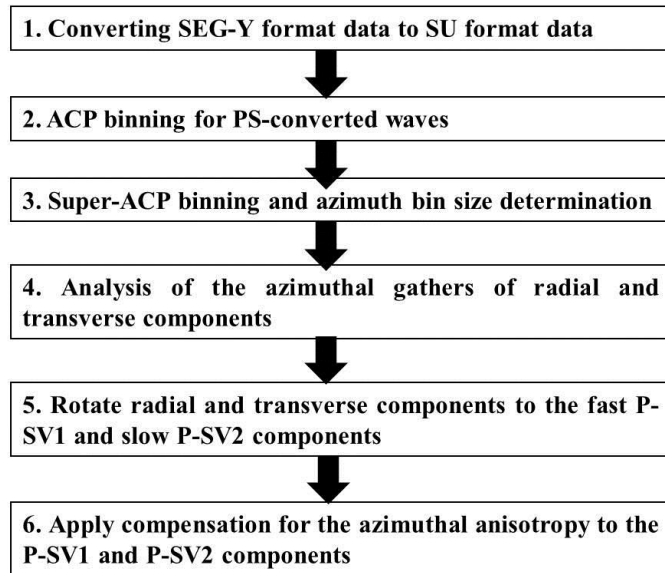 1. Converting SEG-Y format data to SU format data
2. ACP binning for PS-converted waves
3. Super-ACP binning and azimuth bin size determination
4. Analysis of the azimuthal gathers of radial and
transverse components
5. Rotate radial and transverse components to the fast P-
SV1 and slow P-SV2 components
6. Apply compensation for the azimuthal anisotropy to the
P-SV1 and P-SV2 components